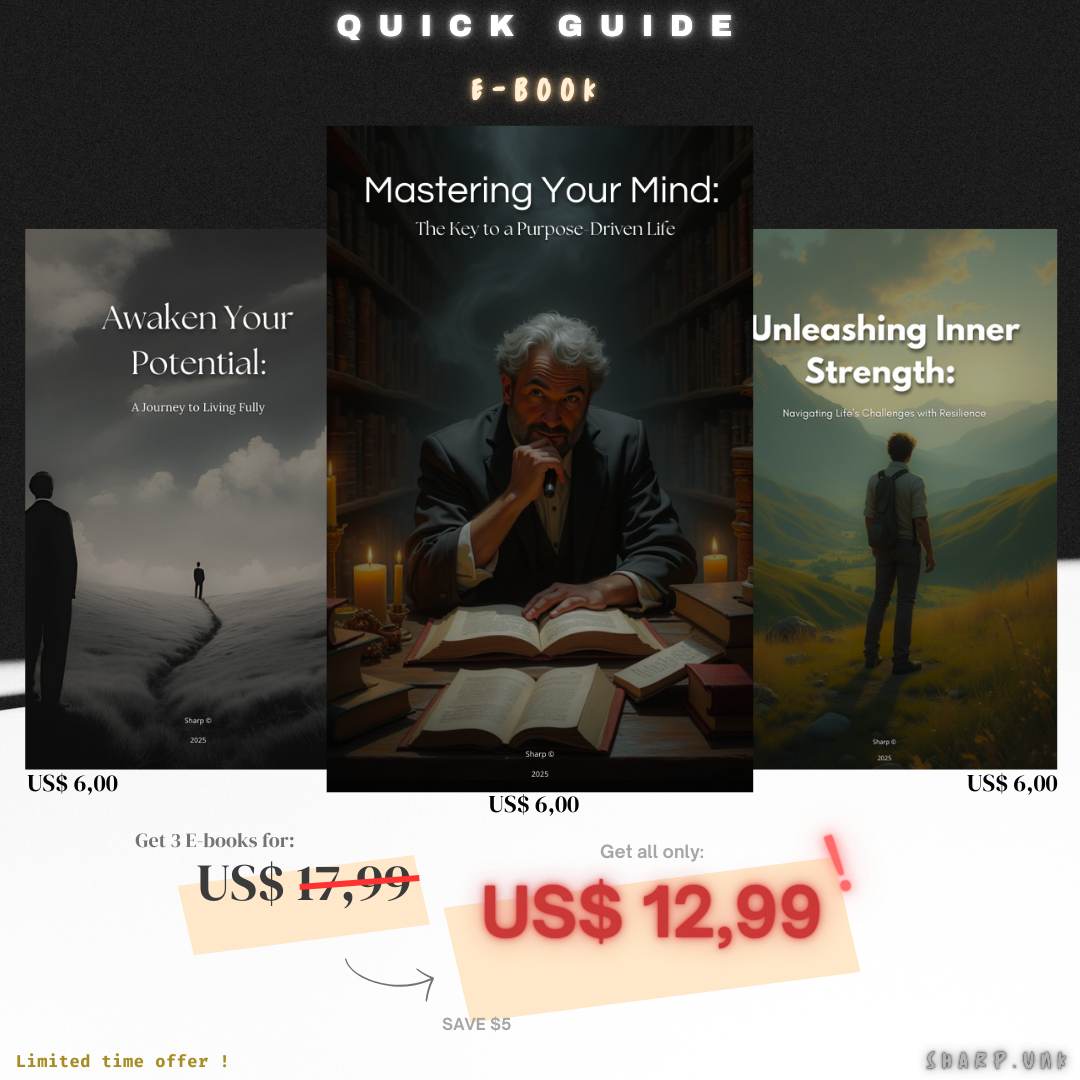 QUICK GUIDE
E-BOOK
Mastering Your Mind:
The Key to a Purpose-Driven Life
Sharp ©
2025
US$ 6,00
Awaken Your
Potential:
A Journey to Living Fully
Sharp ©
2025
US$ 6,00
Unleashing Inner
Strength:
Navigating Life's Challenges with Resilience
Sharp ©
2025
US$ 6,00
Get 3 E-books for:
US$ 17,99
Get all only:
US$ 12,99 !
SAVE $5
Limited time offer !
SHARP.UNK